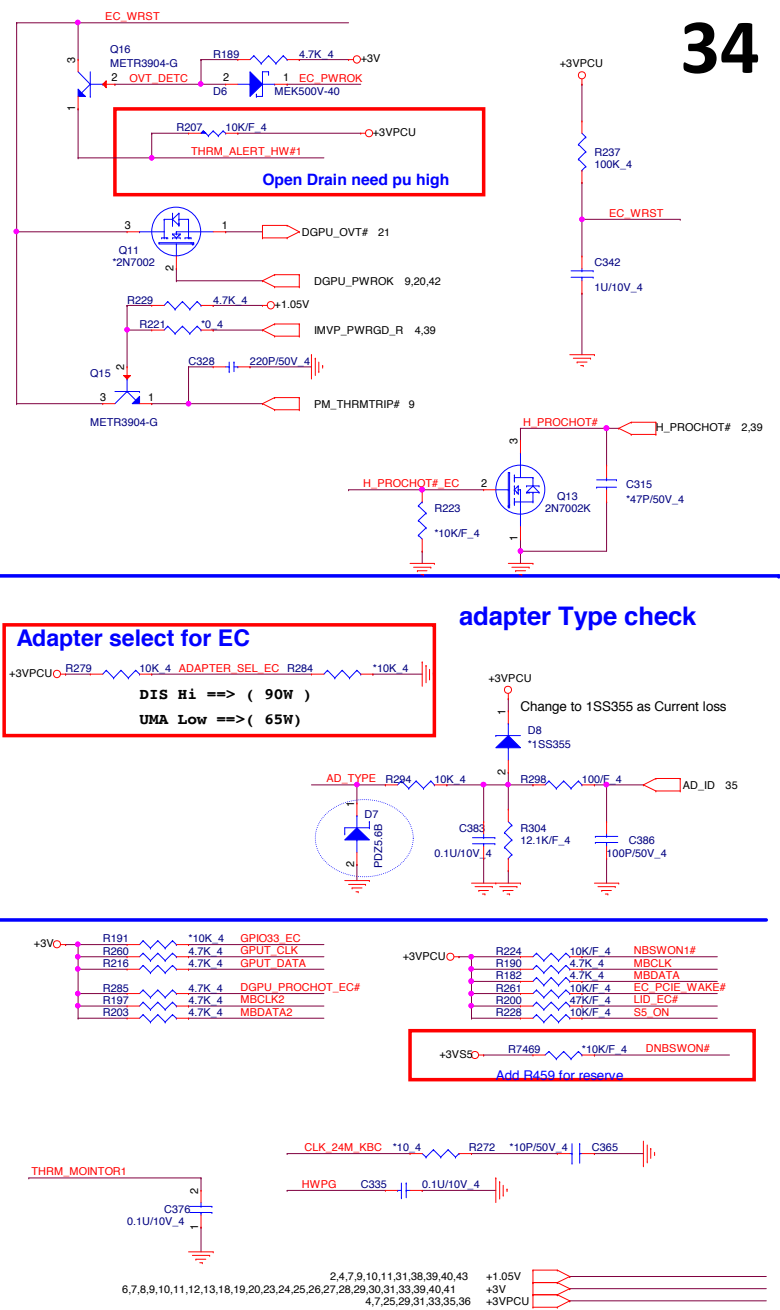 34
EC_WRST
Q16
METR3904-G
3
2
1
OVT_DETC
R189
4.7K_4
+3V
2
D6
1
MEK500V-40
EC_PWROK
R207
10K/F_4
+3VPCU
THRM_ALERT_HW#1
Open Drain need pu high
3
1
2
Q11
*2N7002
DGPU_OVT# 21
DGPU_PWROK 9,20,42
R229
4.7K_4
+1.05V
R221
*0_4
IMVP_PWRGD_R 4,39
Q15
2
3
1
METR3904-G
C328
220P/50V_4
PM_THRMTRIP# 9
+3VPCU
R237
100K_4
EC_WRST
C342
1U/10V_4
H_PROCHOT#
H_PROCHOT# 2,39
3
H_PROCHOT#_EC
2
1
Q13
2N7002K
C315
*47P/50V_4
R223
*10K/F_4
adapter Type check
Adapter select for EC
+3VPCU
R279
10K_4
ADAPTER_SEL_EC
R284
*10K_4
DIS Hi ==> ( 90W )
UMA Low ==>( 65W)
+3VPCU
1
Change to 1SS355 as Current loss
D8
*1SS355
2
AD_TYPE
R294
10K_4
R298
100/F_4
AD_ID 35
1
D7
PDZ5.6B
2
C383
0.1U/10V_4
R304
12.1K/F_4
C386
100P/50V_4
+3V
R191 *10K_4 GPIO33_EC
R260 4.7K_4 GPUT_CLK
R216 4.7K_4 GPUT_DATA
R285 4.7K_4 DGPU_PROCHOT_EC#
R197 4.7K_4 MBCLK2
R203 4.7K_4 MBDATA2
+3VPCU
R224 10K/F_4 NBSWON1#
R190 4.7K_4 MBCLK
R182 4.7K_4 MBDATA
R261 10K/F_4 EC_PCIE_WAKE#
R200 47K/F_4 LID_EC#
R228 10K/F_4 S5_ON
+3VS5 R7469 *10K/F_4 DNBSWON#
Add R459 for reserve
CLK_24M_KBC *10_4 R272 *10P/50V_4 C365
HWPG C335 0.1U/10V_4
THRM_MOINTOR1
2
C376
0.1U/10V_4
1
2,4,7,9,10,11,31,38,39,40,43 +1.05V
6,7,8,9,10,11,12,13,18,19,20,23,24,25,26,27,28,29,30,31,33,39,40,41 +3V
4,7,25,29,31,33,35,36 +3VPCU